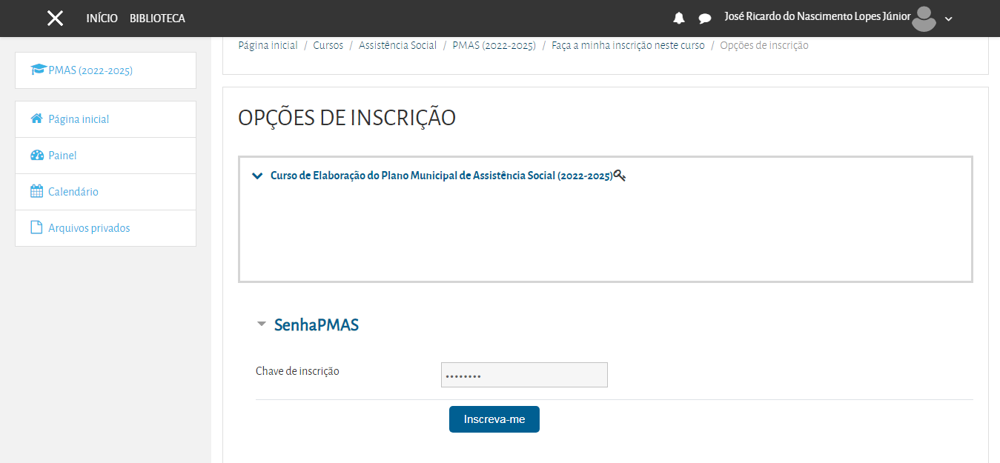 INÍCIO BIBLIOTECA José Ricardo do Nascimento Lopes Júnior
Página inicial / Cursos / Assistência Social / PMAS (2022-2025) / Faça a minha inscrição neste curso / Opções de inscrição
PMAS (2022-2025)
Página inicial
Painel
Calendário
Arquivos privados
OPÇÕES DE INSCRIÇÃO
Curso de Elaboração do Plano Municipal de Assistência Social (2022-2025)
SenhaPMAS
Chave de inscrição ••••••••
Inscreva-me